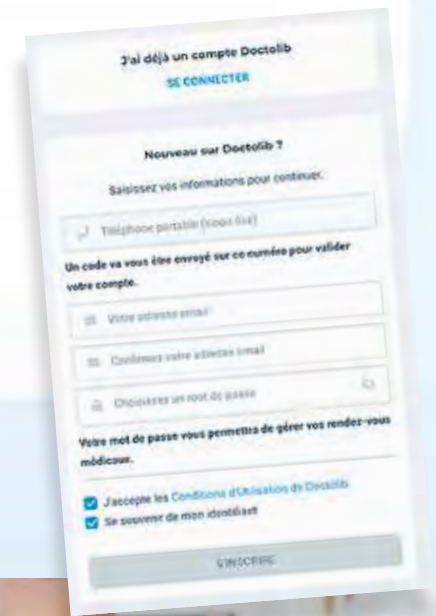 J'ai déjà un compte Doctolib
SE CONNECTER
Nouveau sur Doctolib ?
Saisissez vos informations pour continuer.
Téléphone portable (sinon fixe)
Un code va vous être envoyé sur ce numéro pour valider
votre compte.
Votre adresse email
Confirmez votre adresse email
Choisissez un mot de passe
Votre mot de passe vous permettra de gérer vos rendez-vous
médicaux.
J'accepte les Conditions d'Utilisation de Doctolib
Se souvenir de mon identifiant
S'INSCRIRE